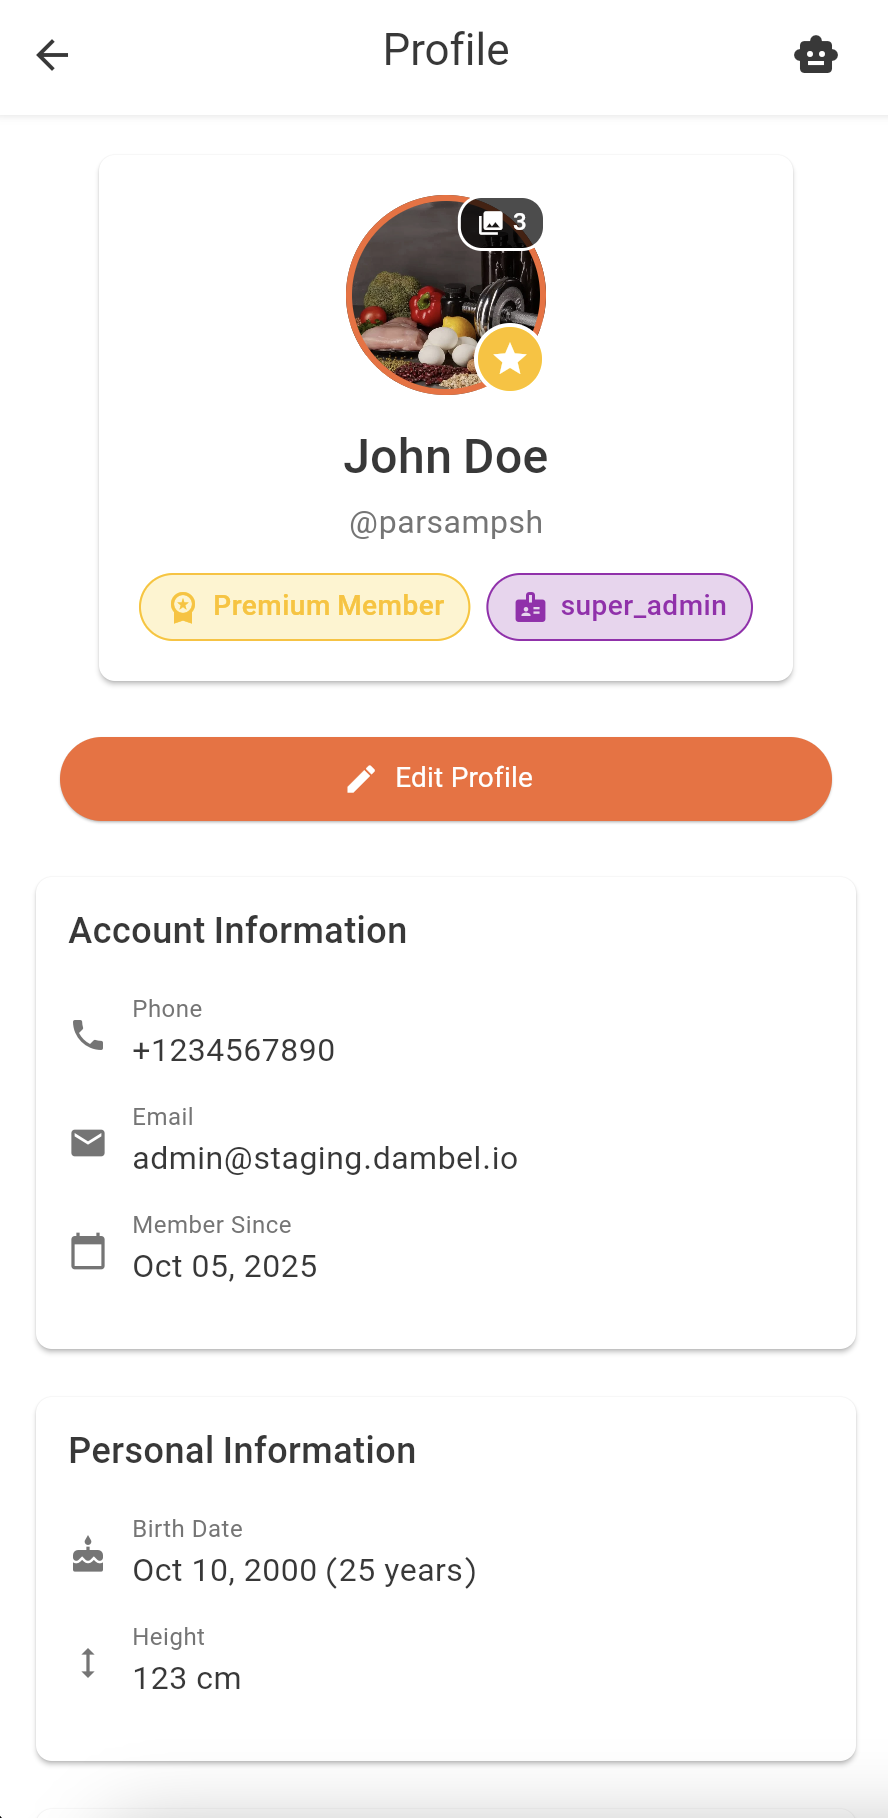 Profile
3
John Doe
@parsampsh
Premium Member
super_admin
Edit Profile
Account Information
Phone
+1234567890
Email
admin@staging.dambel.io
Member Since
Oct 05, 2025
Personal Information
Birth Date
Oct 10, 2000 (25 years)
Height
123 cm